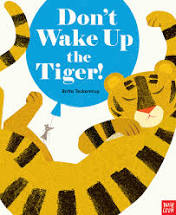 Don't
Wake Up
the
Tiger!
Britta Teckentrup
nosy
crow